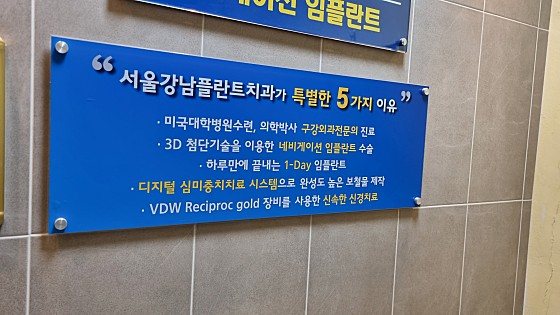 네비게이션 임플란트
“ 서울강남플란트치과가 특별한 5가지 이유 ”
· 미국대학병원수련, 의학박사 구강외과전문의 진료
· 3D 첨단기술을 이용한 네비게이션 임플란트 수술
· 하루만에 끝내는 1-Day 임플란트
· 디지털 심미충치치료 시스템으로 완성도 높은 보철물 제작
· VDW Reciproc gold 장비를 사용한 신속한 신경치료